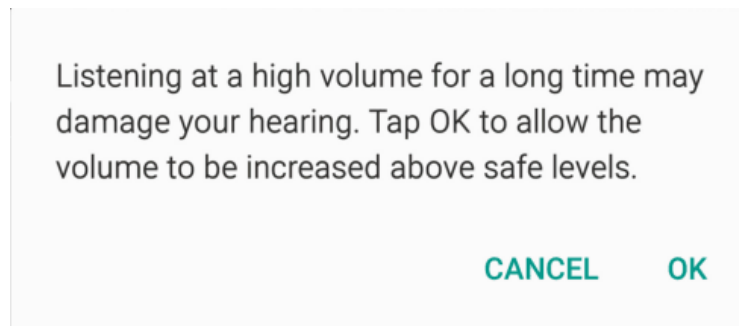 Listening at a high volume for a long time may
damage your hearing. Tap OK to allow the
volume to be increased above safe levels.
CANCEL OK